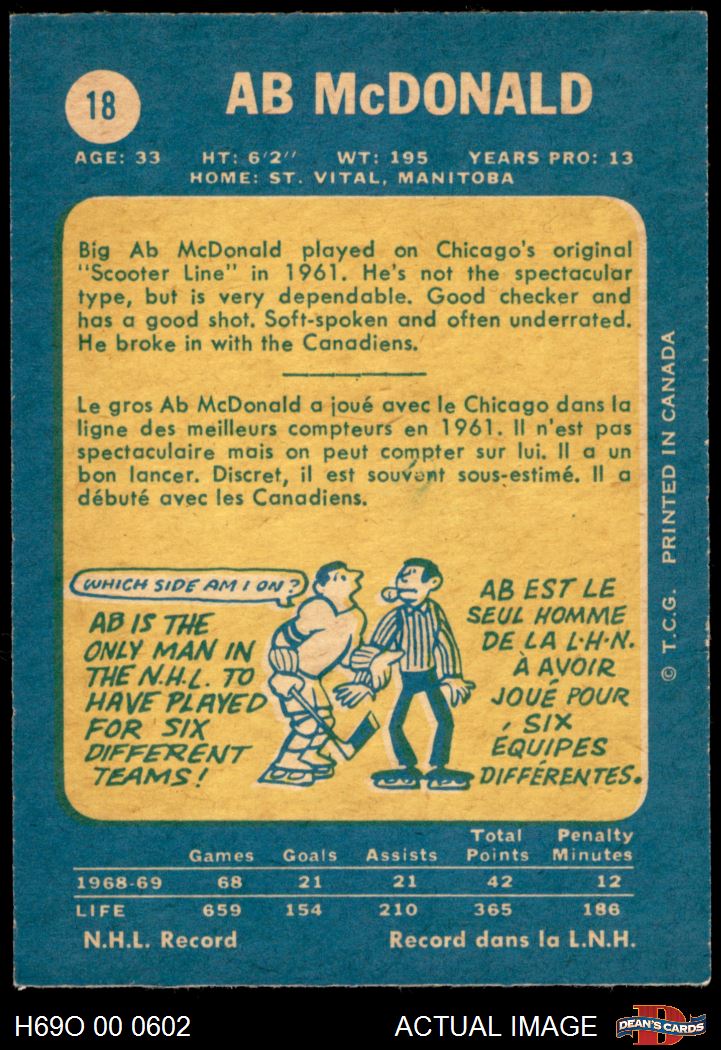 18
AB McDONALD
AGE: 33 HT: 6'2'' WT: 195 YEARS PRO: 13
HOME: ST. VITAL, MANITOBA
Big Ab McDonald played on Chicago's original
"Scooter Line" in 1961. He's not the spectacular
type, but is very dependable. Good checker and
has a good shot. Soft-spoken and often underrated.
He broke in with the Canadiens.
Le gros Ab McDonald a joué avec le Chicago dans la
ligne des meilleurs compteurs en 1961. Il n'est pas
spectaculaire mais on peut compter sur lui. Il a un
bon lancer. Discret, il est souvent sous-estimé. Il a
débuté avec les Canadiens.
WHICH SIDE AM I ON?
AB IS THE
ONLY MAN IN
THE N.H.L. TO
HAVE PLAYED
FOR SIX
DIFFERENT
TEAMS!
AB EST LE
SEUL HOMME
DE LA L.H.N.
À AVOIR
JOUÉ POUR
SIX
ÉQUIPES
DIFFÉRENTES.
© T.C.G. PRINTED IN CANADA
Games Goals Assists Total Points Penalty Minutes
1968-69 68 21 21 42 12
LIFE 659 154 210 365 186
N.H.L. Record Record dans la L.N.H.
H69O 00 0602 ACTUAL IMAGE DEAN'S CARDS